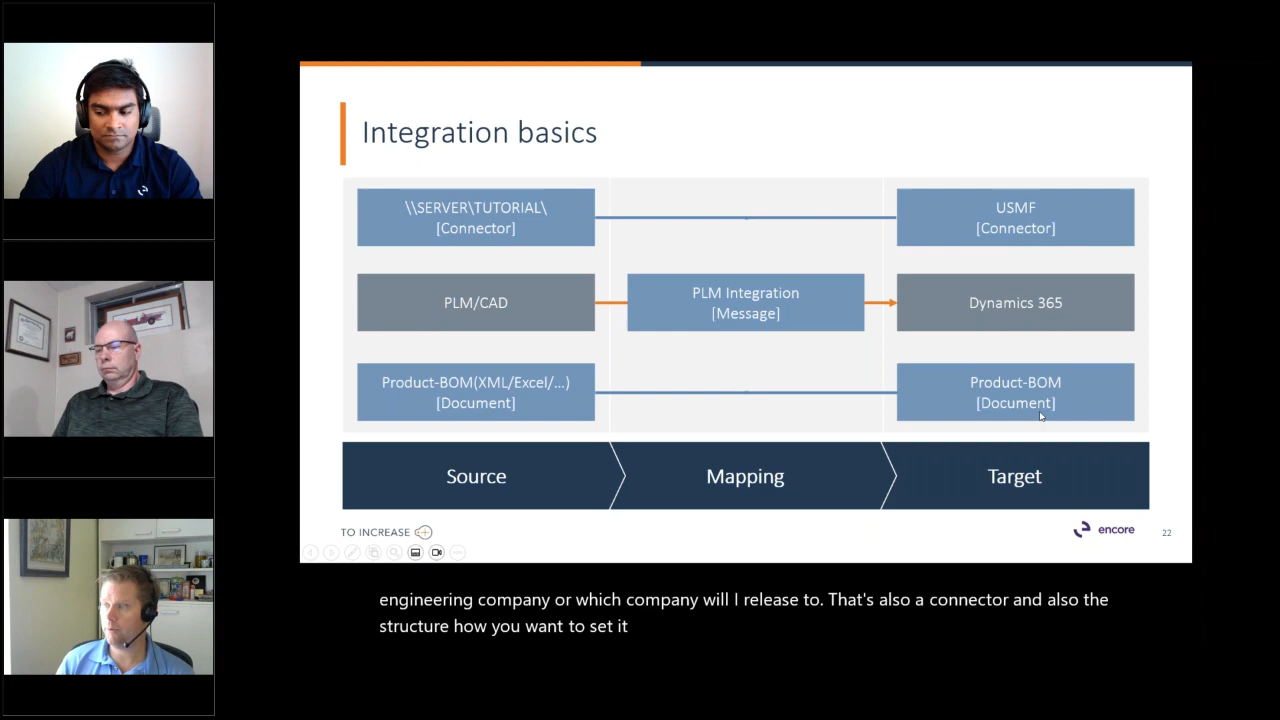 Integration basics
\\SERVER\TUTORIAL\
[Connector]
USMF
[Connector]
PLM/CAD
PLM Integration
[Message]
Dynamics 365
Product-BOM(XML/Excel/...)
[Document]
Product-BOM
[Document]
Source
Mapping
Target
TO INCREASE
encore
22
engineering company or which company will I release to. That's also a connector and also the
structure how you want to set it